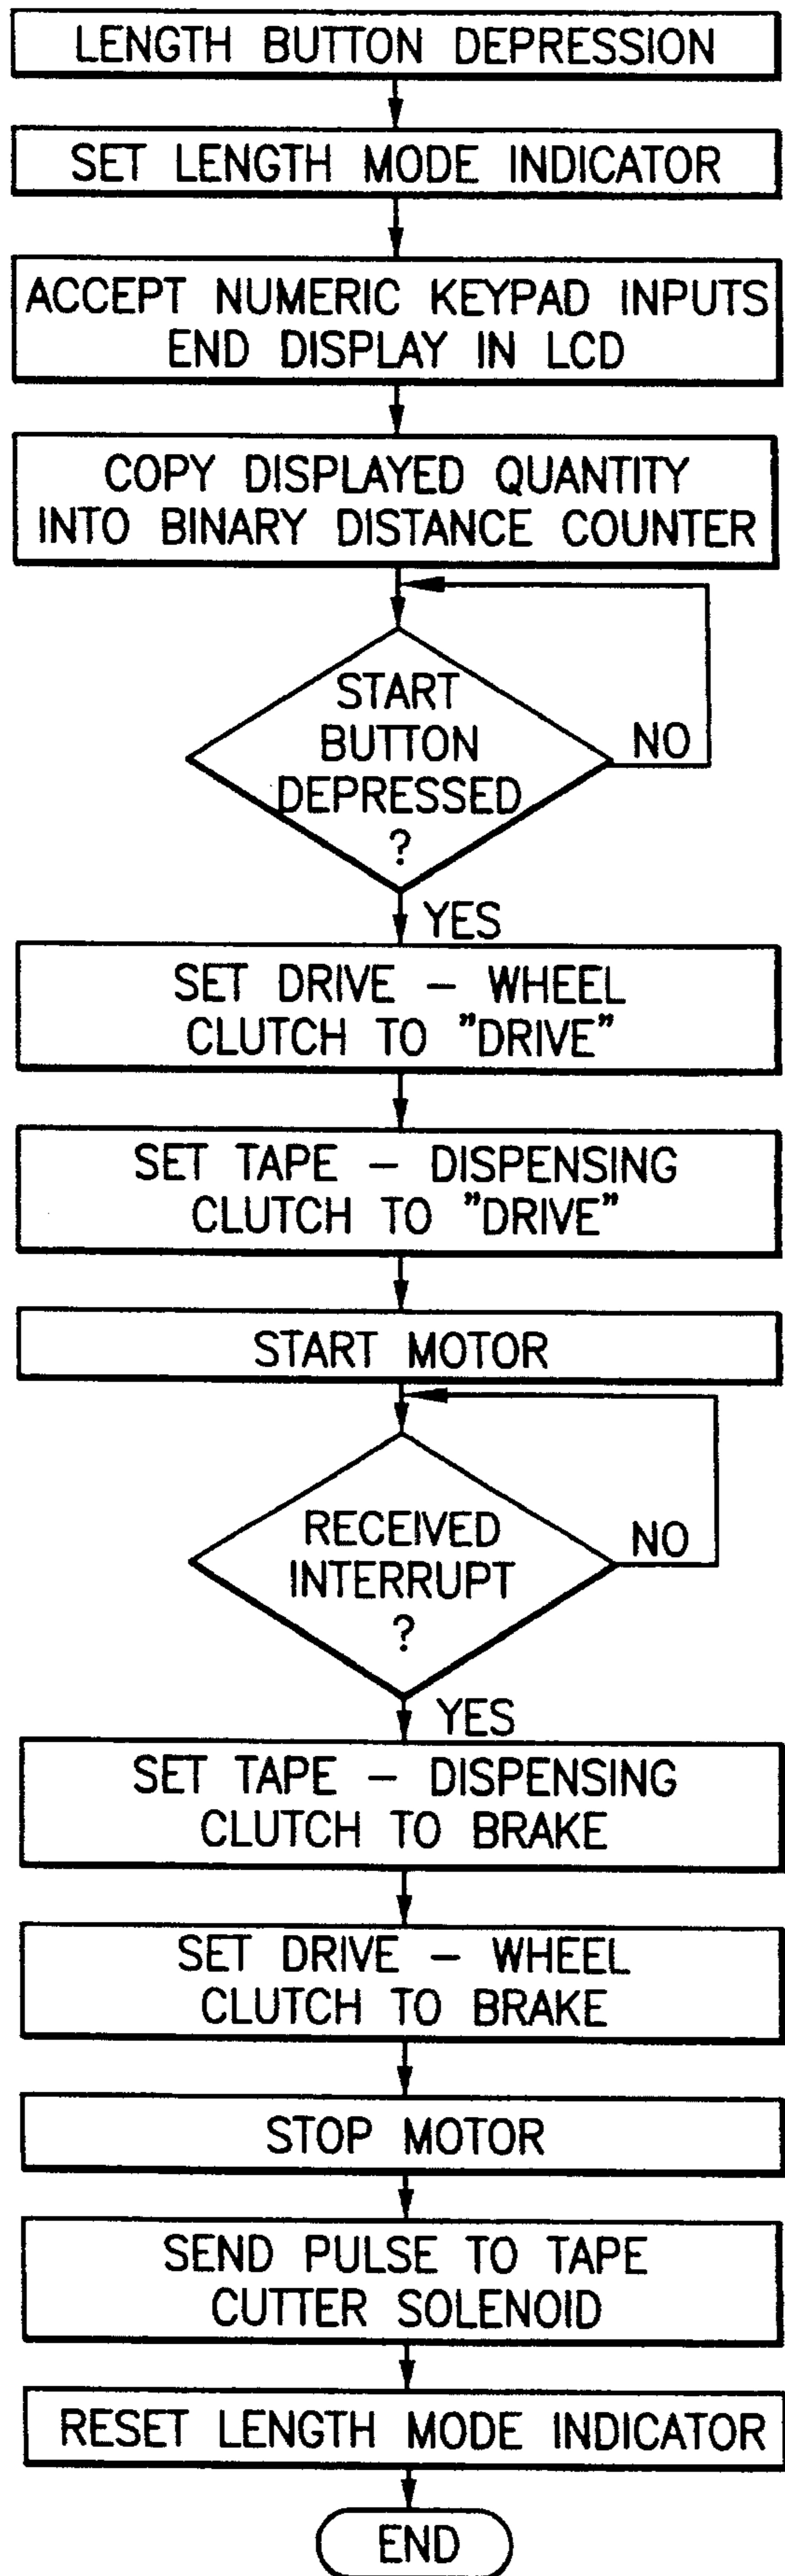 LENGTH BUTTON DEPRESSION
SET LENGTH MODE INDICATOR
ACCEPT NUMERIC KEYPAD INPUTS
END DISPLAY IN LCD
COPY DISPLAYED QUANTITY
INTO BINARY DISTANCE COUNTER
START
BUTTON
DEPRESSED
?
NO
YES
SET DRIVE – WHEEL
CLUTCH TO "DRIVE"
SET TAPE – DISPENSING
CLUTCH TO "DRIVE"
START MOTOR
RECEIVED
INTERRUPT
?
NO
YES
SET TAPE – DISPENSING
CLUTCH TO BRAKE
SET DRIVE – WHEEL
CLUTCH TO BRAKE
STOP MOTOR
SEND PULSE TO TAPE
CUTTER SOLENOID
RESET LENGTH MODE INDICATOR
END